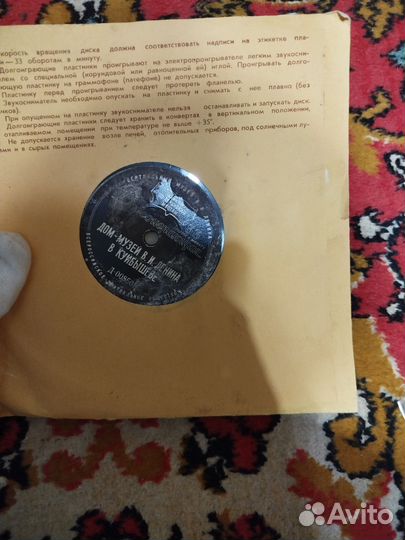 скорость вращения диска должна соответствовать надписи на этикетке пла-
и—33 оборотам в минуту.
Долгоиграющие пластинки проигрывают на электропроигрывателе легким звукосни-
лем со специальной (корундовой или равноценной ей) иглой. Проигрывать долго-
ающую пластинку на граммофоне (патефоне) не допускается.
Пластинку перед проигрыванием следует протереть фланелью.
Звукосниматель необходимо опускать на пластинку и снимать с нее плавно (без
чков).
При опущенном на пластинку звукоснимателе нельзя останавливать и запускать диск.
Долгоиграющие пластинки следует хранить в конвертах в вертикальном положении,
отапливаемом помещении при температуре не выше +35°.
Не допускается хранение возле печей, отопительных приборов, под солнечными лу-
ами и в сырых помещениях.
ДОМ-МУЗЕЙ В. И. ЛЕНИНА
В КУЙБЫШЕВЕ
Avito